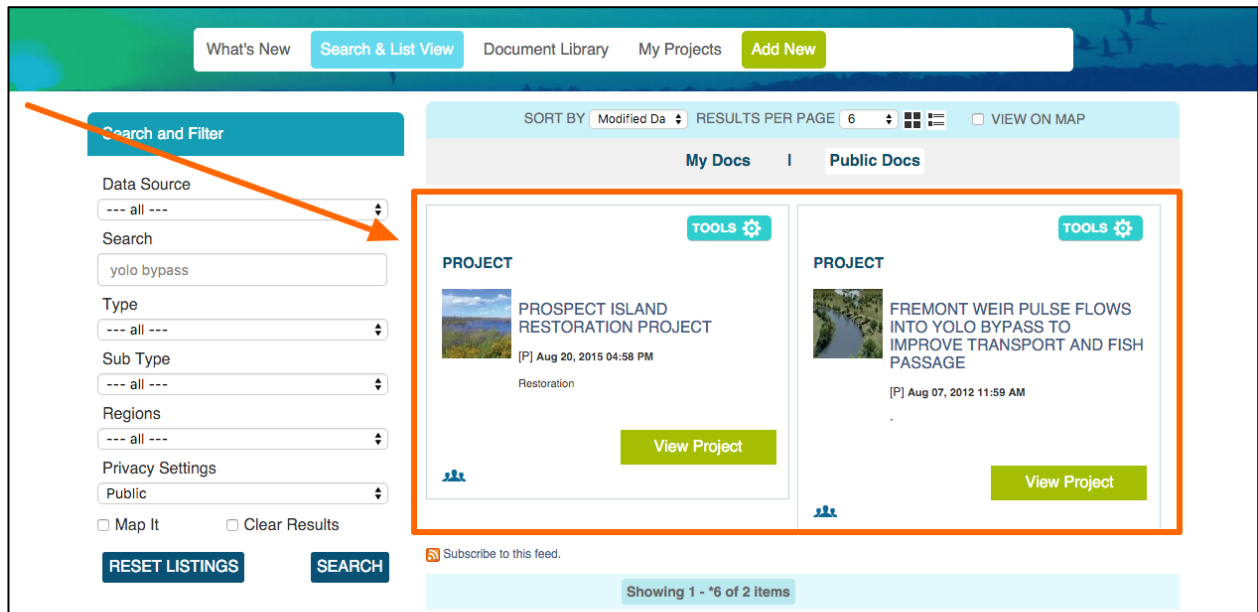 What's New Search & List View Document Library My Projects Add New
Search and Filter
Data Source
--- all ---
Search
yolo bypass
Type
--- all ---
Sub Type
--- all ---
Regions
--- all ---
Privacy Settings
Public
Map It Clear Results
RESET LISTINGS SEARCH
SORT BY Modified Da RESULTS PER PAGE 6 VIEW ON MAP
My Docs | Public Docs
TOOLS
PROJECT
PROSPECT ISLAND
RESTORATION PROJECT
[P] Aug 20, 2015 04:58 PM
Restoration
View Project
TOOLS
PROJECT
FREMONT WEIR PULSE FLOWS
INTO YOLO BYPASS TO
IMPROVE TRANSPORT AND FISH
PASSAGE
[P] Aug 07, 2012 11:59 AM
-
View Project
Subscribe to this feed.
Showing 1 - *6 of 2 items